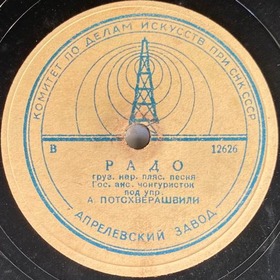 КОМИТЕТ ПО ДЕЛАМ ИСКУССТВ ПРИ СНК СССР
В 12626
РАДО
груз. нар. пляс. песня
Гос. анс. чонгуристок
под упр.
А. ПОТСХВЕРАШВИЛИ
АПРЕЛЕВСКИЙ ЗАВОД